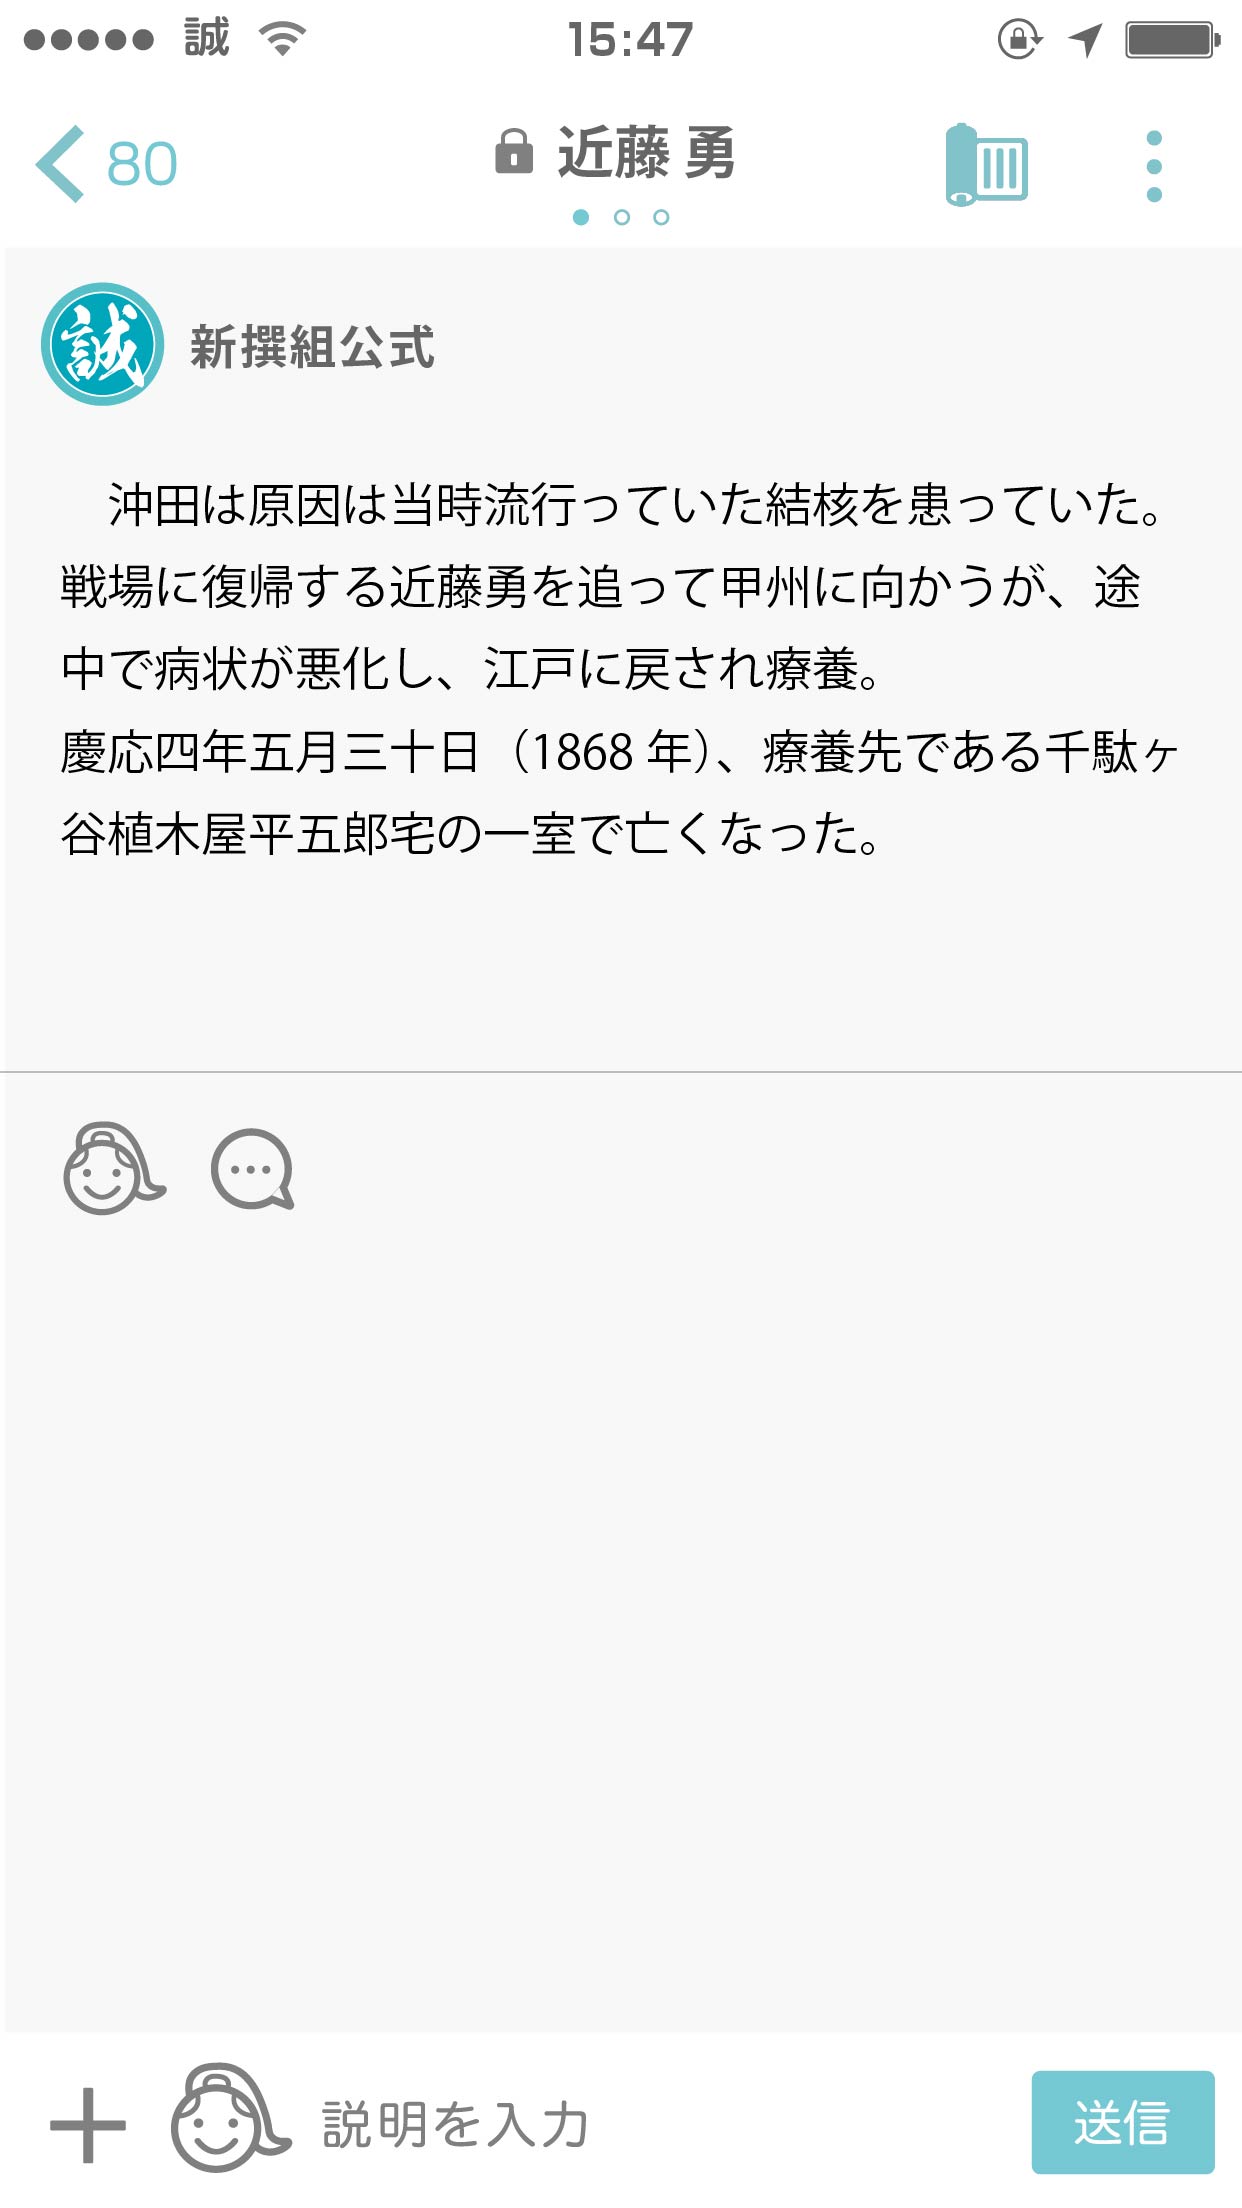 誠
15:47
80
近藤 勇
誠
新撰組公式
　沖田は原因は当時流行っていた結核を患っていた。
戦場に復帰する近藤勇を追って甲州に向かうが、途
中で病状が悪化し、江戸に戻され療養。
慶応四年五月三十日（1868 年）、療養先である千駄ヶ
谷植木屋平五郎宅の一室で亡くなった。
説明を入力
送信